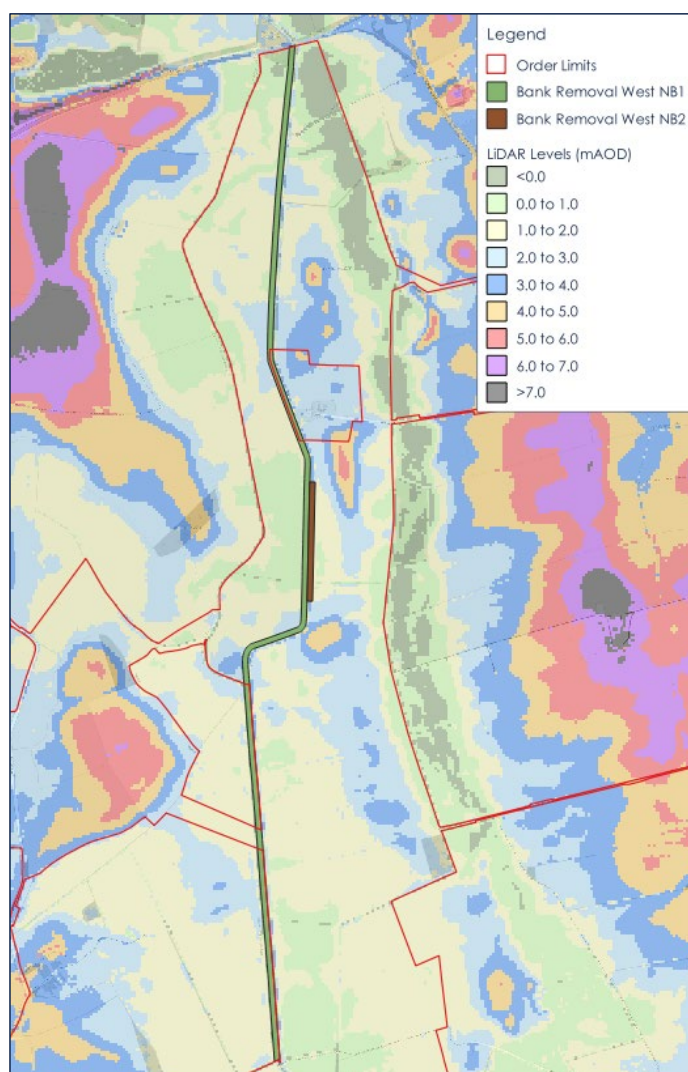 Legend
Order Limits
Bank Removal West NB1
Bank Removal West NB2
LiDAR Levels (mAOD)
<0.0
0.0 to 1.0
1.0 to 2.0
2.0 to 3.0
3.0 to 4.0
4.0 to 5.0
5.0 to 6.0
6.0 to 7.0
>7.0